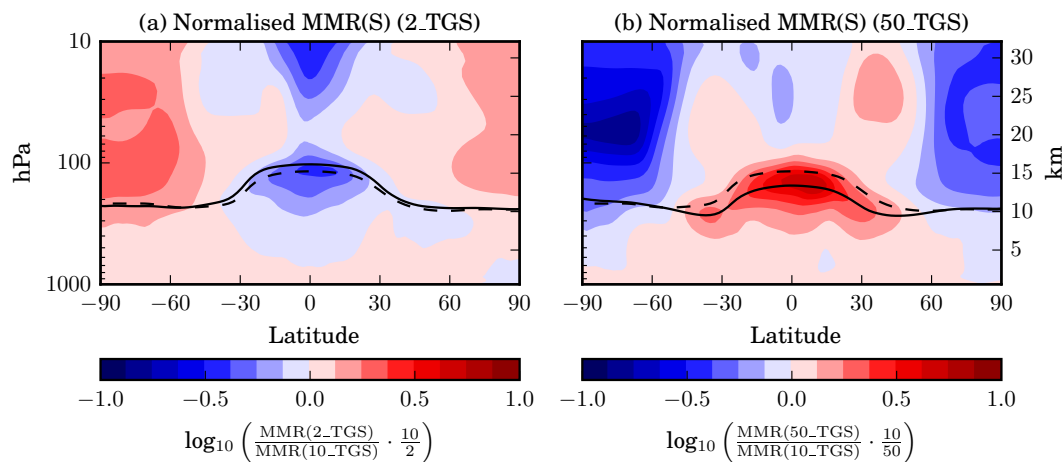 (a) Normalised MMR(S) (2_TGS)
(b) Normalised MMR(S) (50_TGS)
10
100
1000
hPa
−90 −60 −30 0 30 60 90
Latitude
−90 −60 −30 0 30 60 90
Latitude
30
25
20
15
10
5
km
−1.0 −0.5 0.0 0.5 1.0
−1.0 −0.5 0.0 0.5 1.0
log10 ( MMR(2_TGS) / MMR(10_TGS) · 10 / 2 )
log10 ( MMR(50_TGS) / MMR(10_TGS) · 10 / 50 )